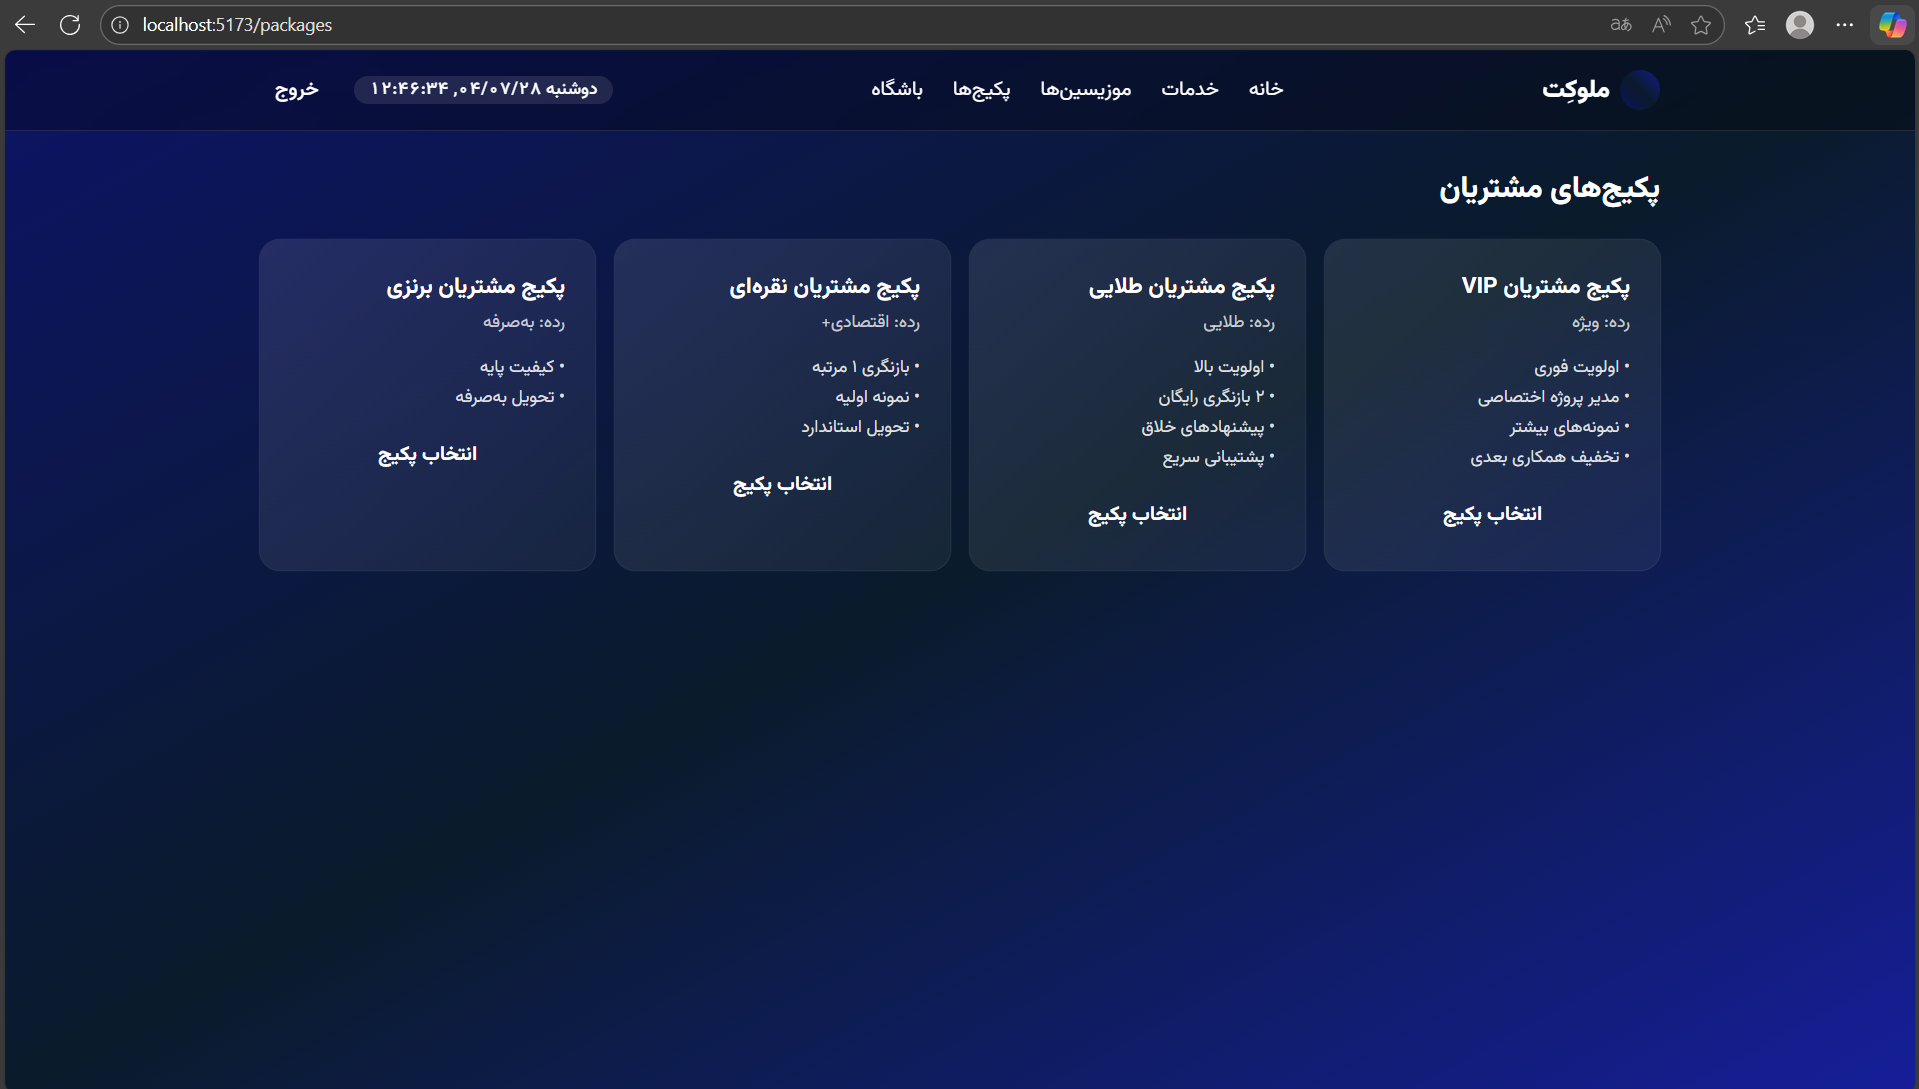 localhost:5173/packages
ملوکِت
خانه
خدمات
موزیسین‌ها
پکیج‌ها
باشگاه
دوشنبه ۰۴/۰۷/۲۸, ۱۲:۴۶:۳۴
خروج
پکیج‌های مشتریان
پکیج مشتریان VIP
رده: ویژه
• اولویت فوری
• مدیر پروژه اختصاصی
• نمونه‌های بیشتر
• تخفیف همکاری بعدی
انتخاب پکیج
پکیج مشتریان طلایی
رده: طلایی
• اولویت بالا
• ۲ بازنگری رایگان
• پیشنهادهای خلاق
• پشتیبانی سریع
انتخاب پکیج
پکیج مشتریان نقره‌ای
رده: اقتصادی+
• بازنگری ۱ مرتبه
• نمونه اولیه
• تحویل استاندارد
انتخاب پکیج
پکیج مشتریان برنزی
رده: به‌صرفه
• کیفیت پایه
• تحویل به‌صرفه
انتخاب پکیج